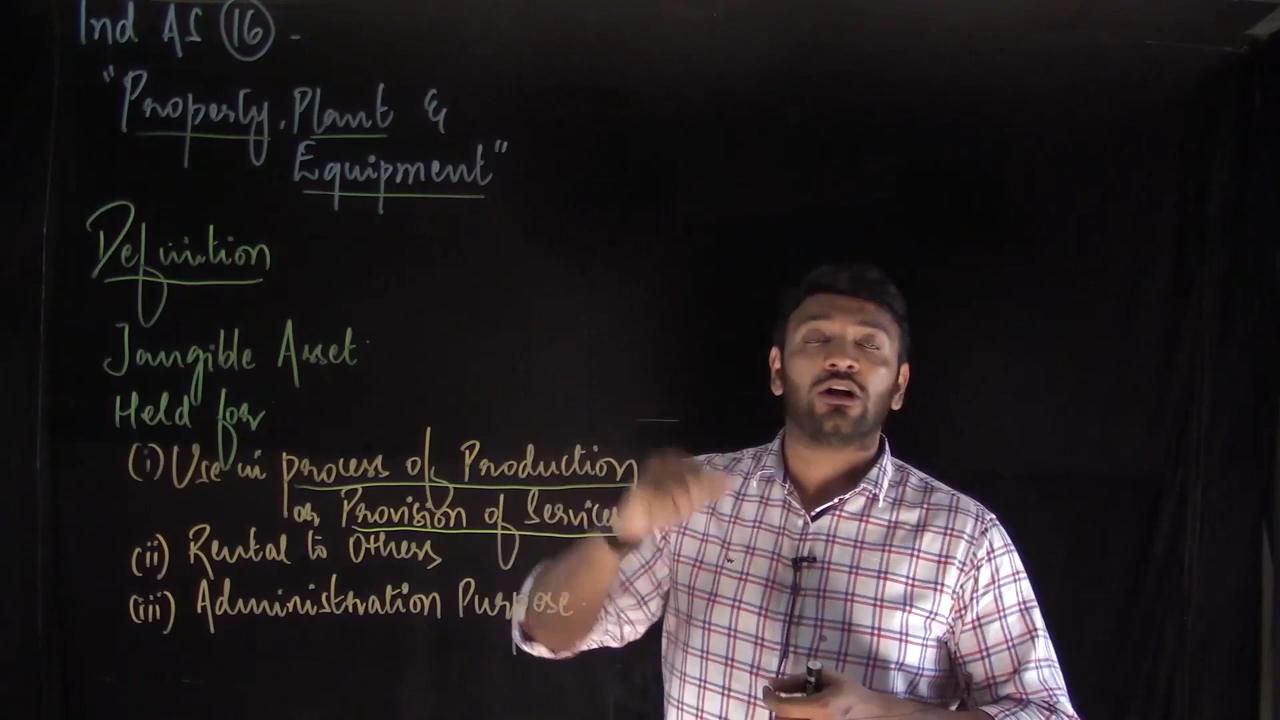 Ind AS 16 -
"Property, Plant &
Equipment"
Definition
Tangible Asset
Held for
(i) Use in process of Production
or Provision of Services
(ii) Rental to Others
(iii) Administration Purpose.